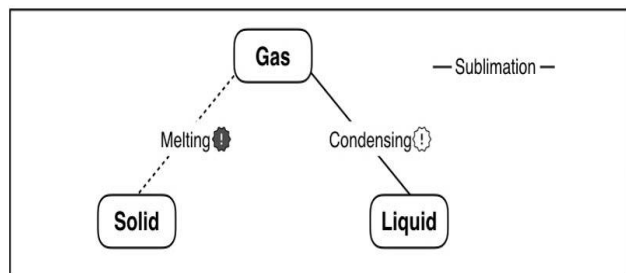 Gas
— Sublimation —
Melting
Condensing
Solid
Liquid